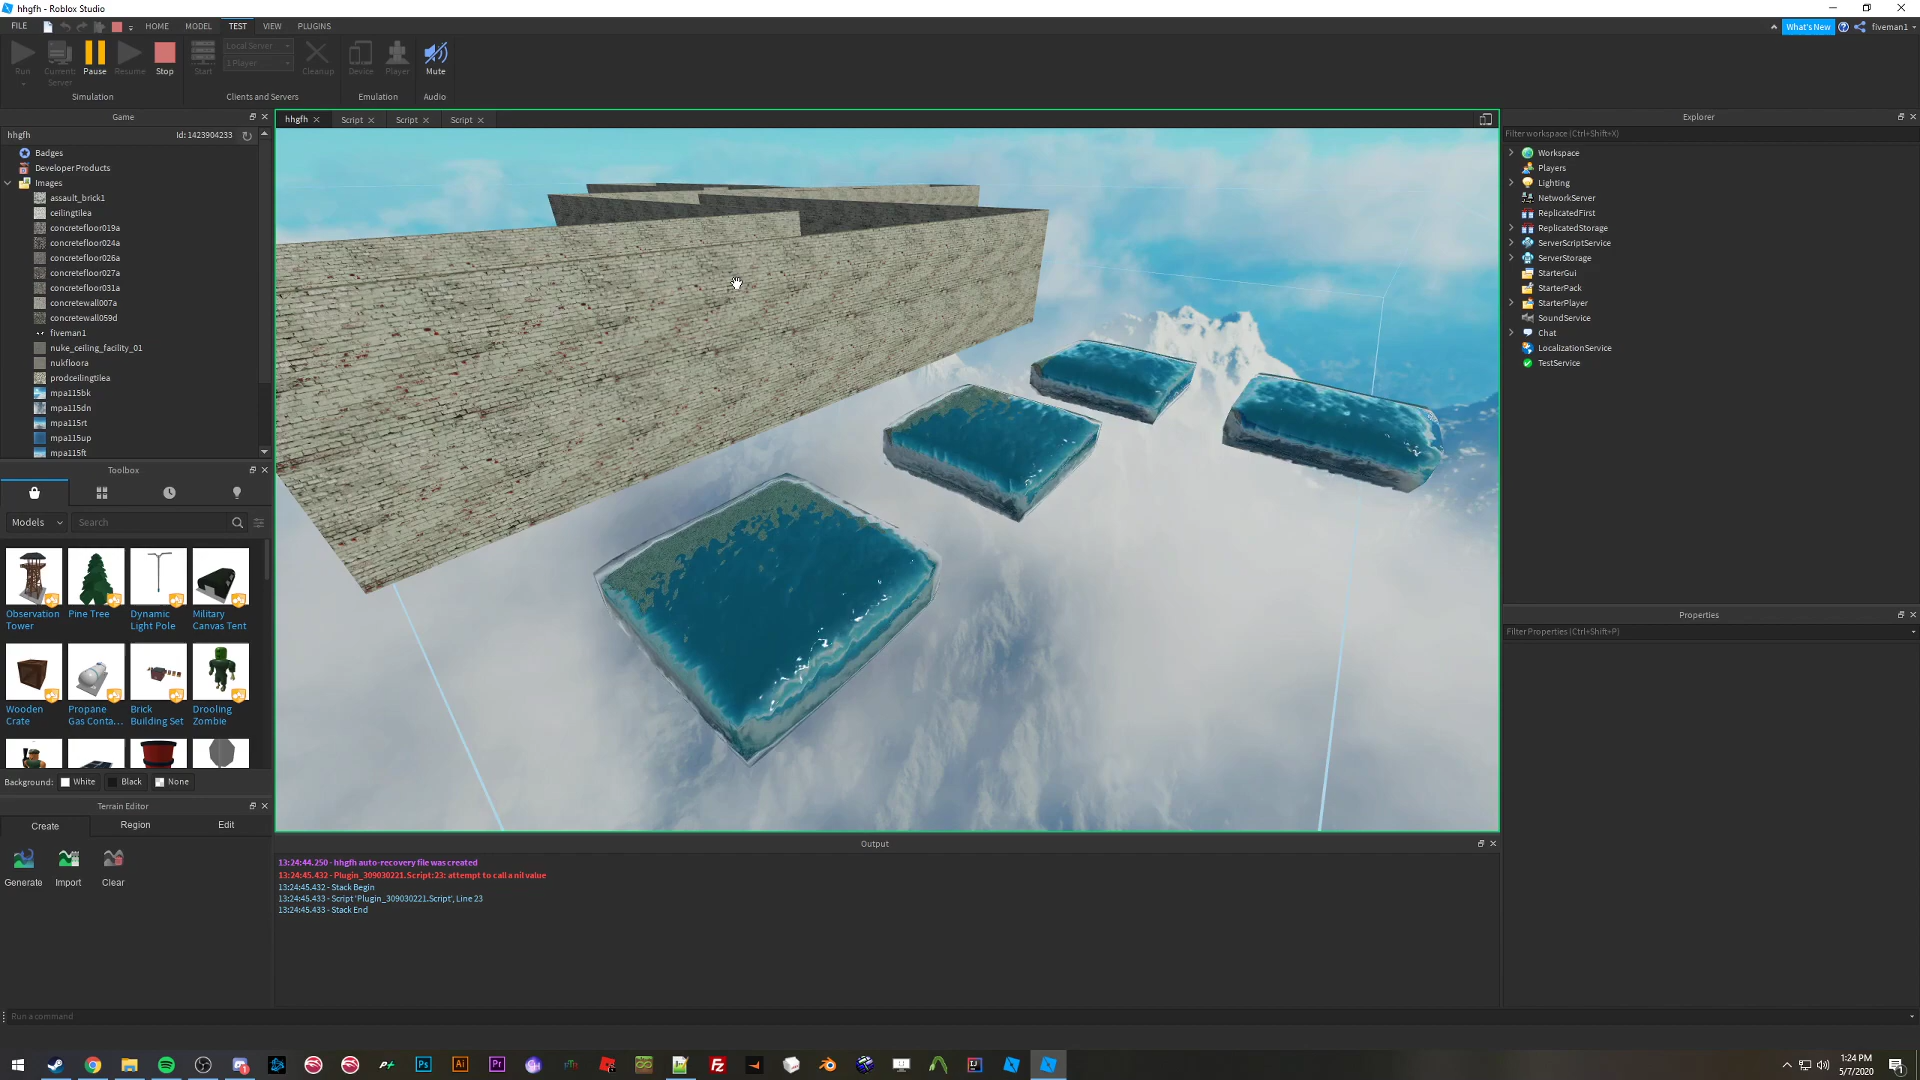 hhgfh - Roblox Studio
FILE HOME MODEL TEST VIEW PLUGINS What's New fiveman1
Run Current: Server Pause Resume Stop Start Local Server 1 Player Cleanup Device Player Mute
Simulation Clients and Servers Emulation Audio
Game
hhgfh Id: 1423904233
Badges
Developer Products
Images
assault_brick1
ceilingtilea
concretefloor019a
concretefloor024a
concretefloor026a
concretefloor027a
concretefloor031a
concretewall007a
concretewall059d
fiveman1
nuke_ceiling_facility_01
nukfloora
prodceilingtilea
mpa115bk
mpa115dn
mpa115rt
mpa115up
mpa115ft
Toolbox
Models Search
Observation Tower
Pine Tree
Dynamic Light Pole
Military Canvas Tent
Wooden Crate
Propane Gas Conta...
Brick Building Set
Drooling Zombie
Background: White Black None
Terrain Editor
Create Region Edit
Generate Import Clear
hhgfh Script Script Script
Output
13:24:44.250 - hhgfh auto-recovery file was created
13:24:45.432 - Plugin_309030221.Script:23: attempt to call a nil value
13:24:45.432 - Stack Begin
13:24:45.433 - Script 'Plugin_309030221.Script', Line 23
13:24:45.433 - Stack End
Run a command
Explorer
Filter workspace (Ctrl+Shift+X)
Workspace
Players
Lighting
NetworkServer
ReplicatedFirst
ReplicatedStorage
ServerScriptService
ServerStorage
StarterGui
StarterPack
StarterPlayer
SoundService
Chat
LocalizationService
TestService
Properties
Filter Properties (Ctrl+Shift+P)
Ps Ai Pr
1:24 PM
5/7/2020